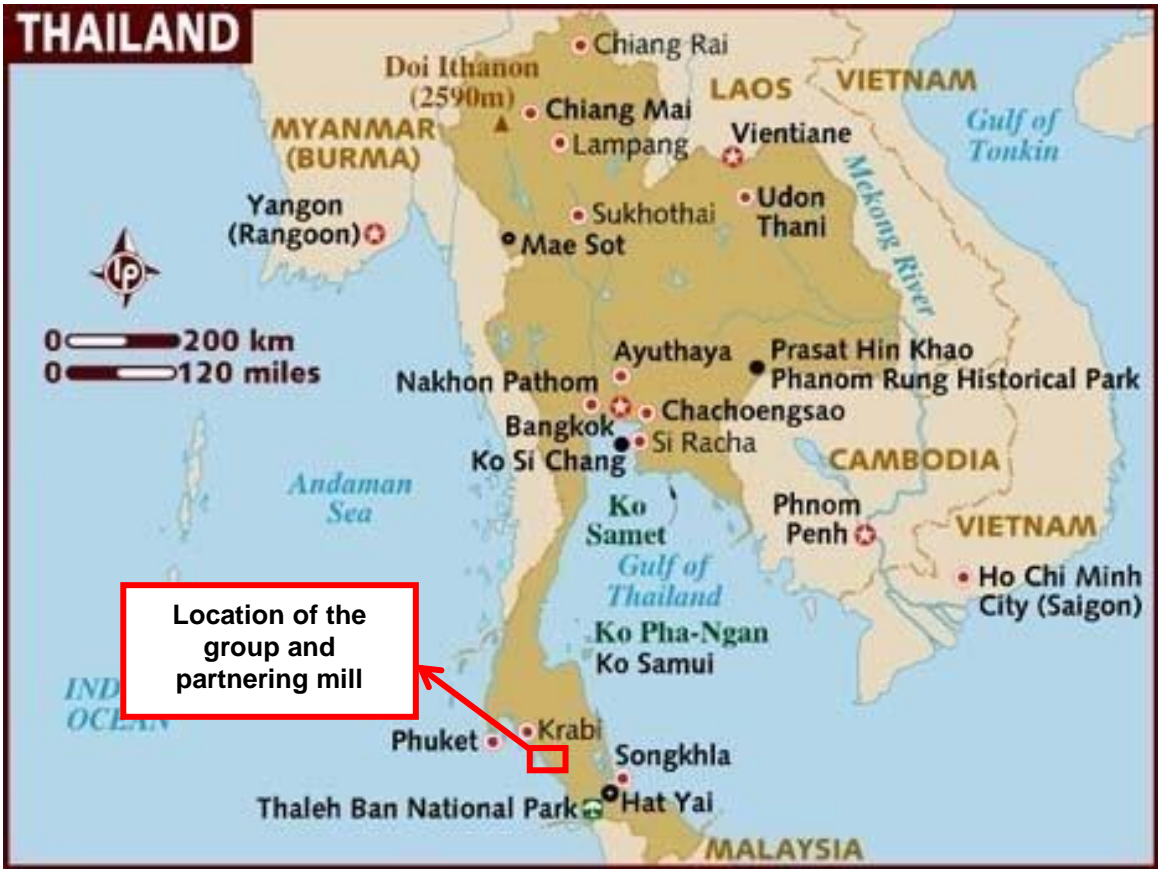 THAILAND
Chiang Rai
Doi Ithanon
(2590m)
Chiang Mai
LAOS
VIETNAM
MYANMAR
(BURMA)
Lampang
Vientiane
Gulf of
Tonkin
Yangon
(Rangoon)
Sukhothai
Udon
Thani
Mekong River
Mae Sot
lp
0 200 km
0 120 miles
Ayuthaya
Prasat Hin Khao
Phanom Rung Historical Park
Nakhon Pathom
Bangkok
Chachoengsao
Ko Si Chang
Si Racha
CAMBODIA
Andaman
Sea
Ko
Samet
Phnom
Penh
VIETNAM
Gulf of
Thailand
Ho Chi Minh
City (Saigon)
Location of the
group and
partnering mill
Ko Pha-Ngan
Ko Samui
IND
OCEAN
Phuket
Krabi
Songkhla
Thaleh Ban National Park
Hat Yai
MALAYSIA